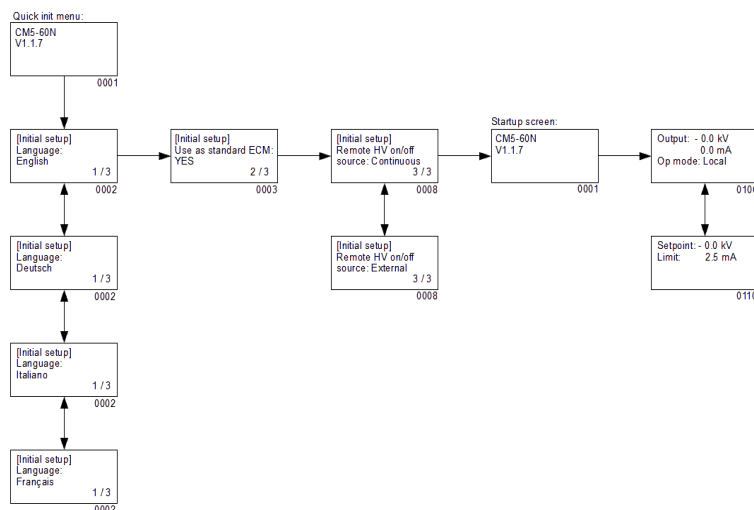 Quick init menu:
CM5-60N
V1.1.7
0001
[Initial setup]
Language:
English
1 / 3
0002
[Initial setup]
Use as standard ECM:
YES
2 / 3
0003
[Initial setup]
Remote HV on/off
source: Continuous
3 / 3
0008
Startup screen:
CM5-60N
V1.1.7
0001
Output: - 0.0 kV
0.0 mA
Op mode: Local
0100
[Initial setup]
Language:
Deutsch
1 / 3
0002
[Initial setup]
Remote HV on/off
source: External
3 / 3
0008
Setpoint: - 0.0 kV
Limit: 2.5 mA
0110
[Initial setup]
Language:
Italiano
1 / 3
0002
[Initial setup]
Language:
Français
1 / 3
0002